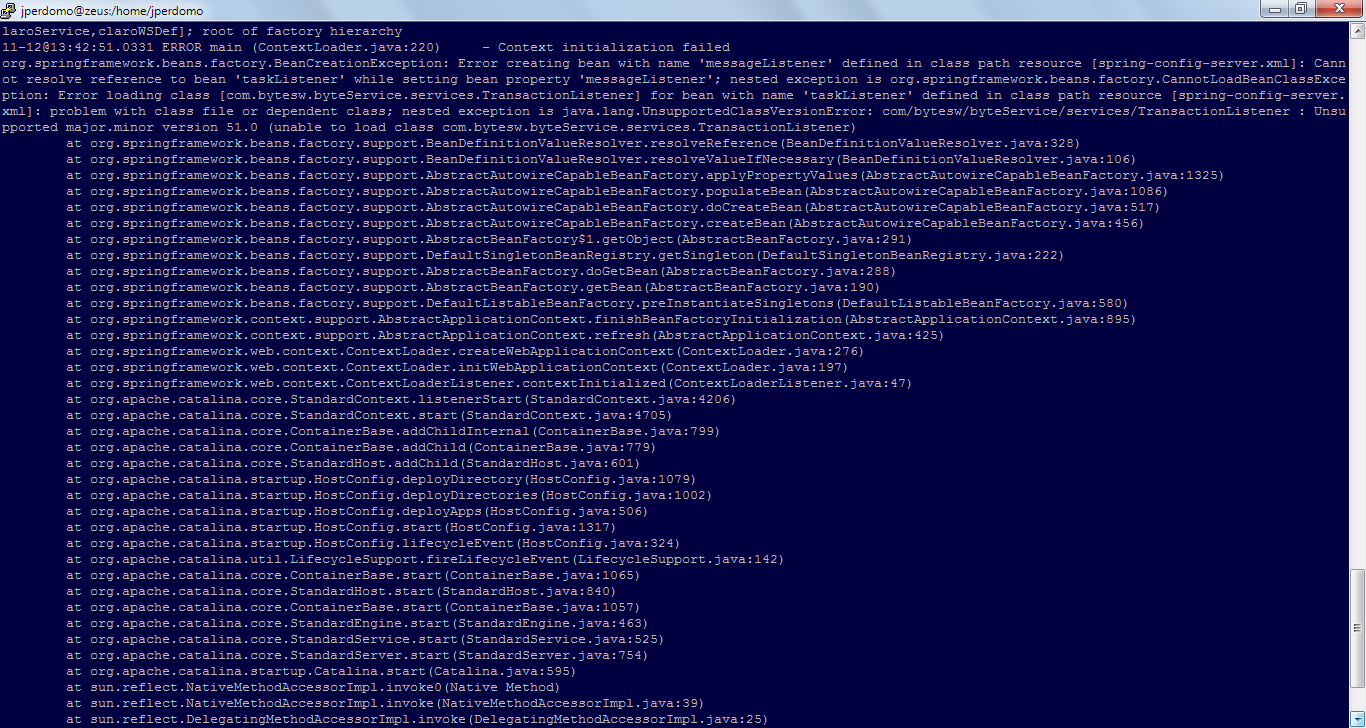 jperdomo@zeus:/home/jperdomo
laroService,claroWSDef]; root of factory hierarchy
11-12@13:42:51.0331 ERROR main (ContextLoader.java:220)     - Context initialization failed
org.springframework.beans.factory.BeanCreationException: Error creating bean with name 'messageListener' defined in class path resource [spring-config-server.xml]: Cann
ot resolve reference to bean 'taskListener' while setting bean property 'messageListener'; nested exception is org.springframework.beans.factory.CannotLoadBeanClassExce
ption: Error loading class [com.bytesw.byteService.services.TransactionListener] for bean with name 'taskListener' defined in class path resource [spring-config-server.
xml]: problem with class file or dependent class; nested exception is java.lang.UnsupportedClassVersionError: com/bytesw/byteService/services/TransactionListener : Unsu
pported major.minor version 51.0 (unable to load class com.bytesw.byteService.services.TransactionListener)
at org.springframework.beans.factory.support.BeanDefinitionValueResolver.resolveReference(BeanDefinitionValueResolver.java:328)
at org.springframework.beans.factory.support.BeanDefinitionValueResolver.resolveValueIfNecessary(BeanDefinitionValueResolver.java:106)
at org.springframework.beans.factory.support.AbstractAutowireCapableBeanFactory.applyPropertyValues(AbstractAutowireCapableBeanFactory.java:1325)
at org.springframework.beans.factory.support.AbstractAutowireCapableBeanFactory.populateBean(AbstractAutowireCapableBeanFactory.java:1086)
at org.springframework.beans.factory.support.AbstractAutowireCapableBeanFactory.doCreateBean(AbstractAutowireCapableBeanFactory.java:517)
at org.springframework.beans.factory.support.AbstractAutowireCapableBeanFactory.createBean(AbstractAutowireCapableBeanFactory.java:456)
at org.springframework.beans.factory.support.AbstractBeanFactory$1.getObject(AbstractBeanFactory.java:291)
at org.springframework.beans.factory.support.DefaultSingletonBeanRegistry.getSingleton(DefaultSingletonBeanRegistry.java:222)
at org.springframework.beans.factory.support.AbstractBeanFactory.doGetBean(AbstractBeanFactory.java:288)
at org.springframework.beans.factory.support.AbstractBeanFactory.getBean(AbstractBeanFactory.java:190)
at org.springframework.beans.factory.support.DefaultListableBeanFactory.preInstantiateSingletons(DefaultListableBeanFactory.java:580)
at org.springframework.context.support.AbstractApplicationContext.finishBeanFactoryInitialization(AbstractApplicationContext.java:895)
at org.springframework.context.support.AbstractApplicationContext.refresh(AbstractApplicationContext.java:425)
at org.springframework.web.context.ContextLoader.createWebApplicationContext(ContextLoader.java:276)
at org.springframework.web.context.ContextLoader.initWebApplicationContext(ContextLoader.java:197)
at org.springframework.web.context.ContextLoaderListener.contextInitialized(ContextLoaderListener.java:47)
at org.apache.catalina.core.StandardContext.listenerStart(StandardContext.java:4206)
at org.apache.catalina.core.StandardContext.start(StandardContext.java:4705)
at org.apache.catalina.core.ContainerBase.addChildInternal(ContainerBase.java:799)
at org.apache.catalina.core.ContainerBase.addChild(ContainerBase.java:779)
at org.apache.catalina.core.StandardHost.addChild(StandardHost.java:601)
at org.apache.catalina.startup.HostConfig.deployDirectory(HostConfig.java:1079)
at org.apache.catalina.startup.HostConfig.deployDirectories(HostConfig.java:1002)
at org.apache.catalina.startup.HostConfig.deployApps(HostConfig.java:506)
at org.apache.catalina.startup.HostConfig.start(HostConfig.java:1317)
at org.apache.catalina.startup.HostConfig.lifecycleEvent(HostConfig.java:324)
at org.apache.catalina.util.LifecycleSupport.fireLifecycleEvent(LifecycleSupport.java:142)
at org.apache.catalina.core.ContainerBase.start(ContainerBase.java:1065)
at org.apache.catalina.core.StandardHost.start(StandardHost.java:840)
at org.apache.catalina.core.ContainerBase.start(ContainerBase.java:1057)
at org.apache.catalina.core.StandardEngine.start(StandardEngine.java:463)
at org.apache.catalina.core.StandardService.start(StandardService.java:525)
at org.apache.catalina.core.StandardServer.start(StandardServer.java:754)
at org.apache.catalina.startup.Catalina.start(Catalina.java:595)
at sun.reflect.NativeMethodAccessorImpl.invoke0(Native Method)
at sun.reflect.NativeMethodAccessorImpl.invoke(NativeMethodAccessorImpl.java:39)
at sun.reflect.DelegatingMethodAccessorImpl.invoke(DelegatingMethodAccessorImpl.java:25)